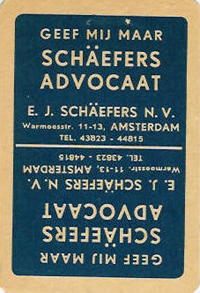 GEEF MIJ MAAR
SCHÄEFERS
ADVOCAAT
E. J. SCHÄEFERS N. V.
Warmoesstr. 11-13, AMSTERDAM
TEL. 43823 - 44815
GEEF MIJ MAAR
SCHÄEFERS
ADVOCAAT
E. J. SCHÄEFERS N. V.
Warmoesstr. 11-13, AMSTERDAM
TEL. 43823 - 44815